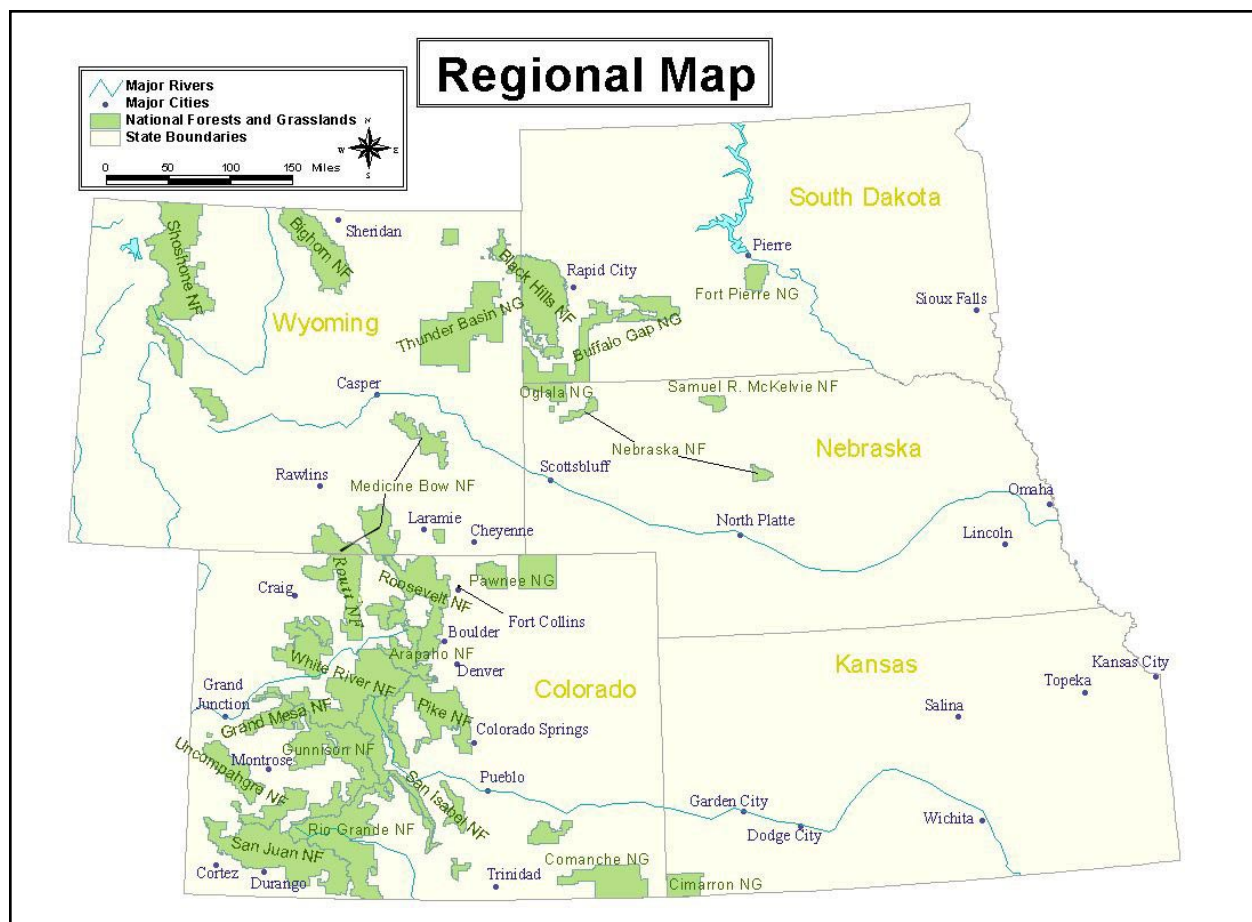 Regional Map
Major Rivers
Major Cities
National Forests and Grasslands
State Boundaries
N
W
E
S
0 50 100 150 Miles
South Dakota
Pierre
Rapid City
Fort Pierre NG
Sioux Falls
Black Hills NF
Buffalo Gap NG
Shoshone NF
Bighorn NF
Sheridan
Wyoming
Thunder Basin NG
Casper
Rawlins
Medicine Bow NF
Laramie
Cheyenne
Oglala NG
Samuel R. McKelvie NF
Nebraska NF
Nebraska
Scottsbluff
North Platte
Omaha
Lincoln
Craig
Routt NF
Roosevelt NF
Pawnee NG
Fort Collins
Boulder
Arapaho NF
Denver
White River NF
Colorado
Grand
Junction
Grand Mesa NF
Pike NF
Colorado Springs
Uncompahgre NF
Montrose
Gunnison NF
San Isabel NF
Pueblo
Rio Grande NF
San Juan NF
Cortez
Durango
Trinidad
Comanche NG
Cimarron NG
Kansas
Kansas City
Topeka
Salina
Garden City
Dodge City
Wichita